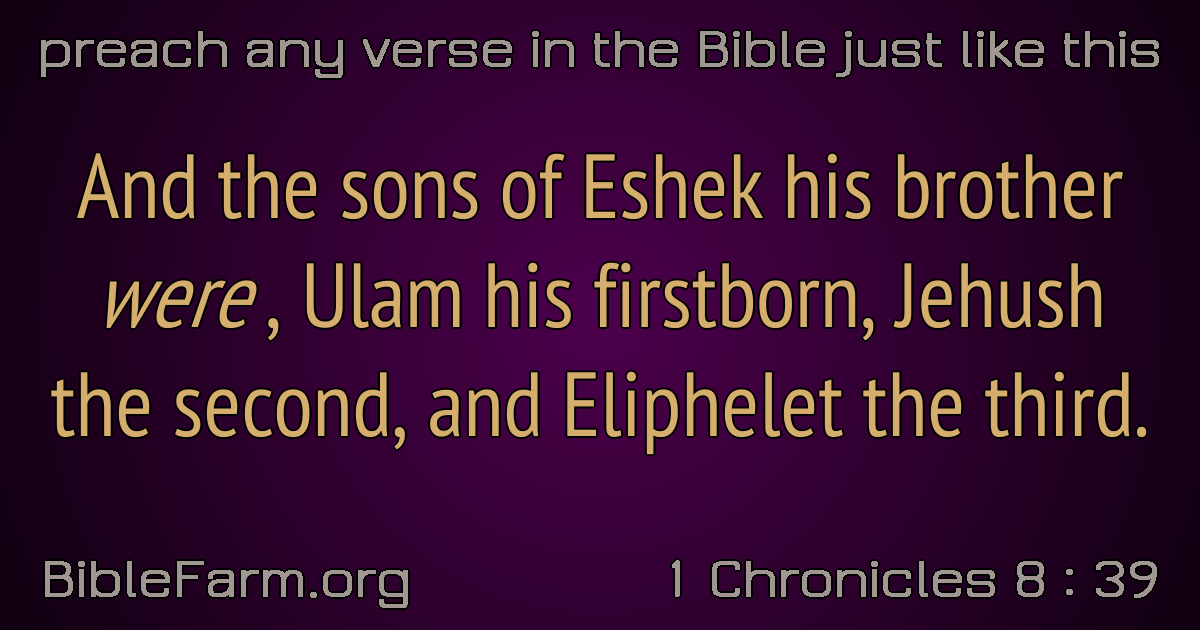 preach any verse in the Bible just like this
And the sons of Eshek his brother
were , Ulam his firstborn, Jehush
the second, and Eliphelet the third.
BibleFarm.org
1 Chronicles 8 : 39